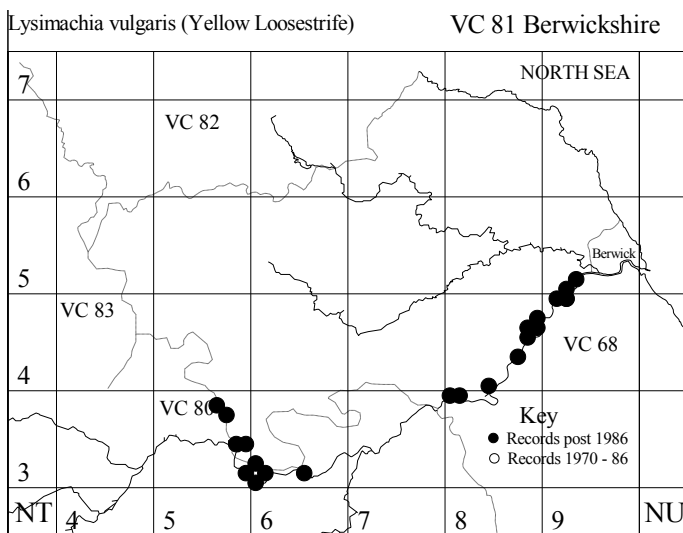 Lysimachia vulgaris (Yellow Loosestrife) VC 81 Berwickshire
7 NORTH SEA
VC 82
6
Berwick
5
VC 83
VC 68
4
VC 80
Key
Records post 1986
Records 1970 - 86
3
NT 4 5 6 7 8 9 NU